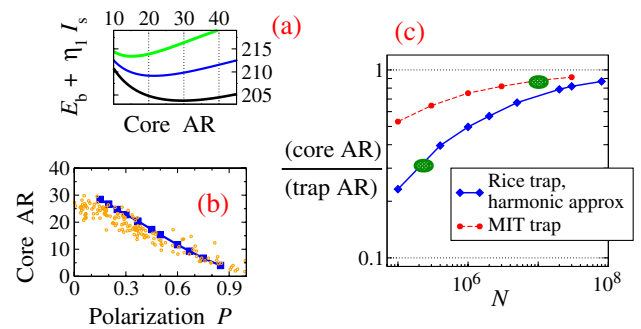 10 20 30 40
(a)
E_b + η_1 I_s
215
210
205
Core AR
(b)
Core AR
40
30
20
10
0
0 0.3 0.6 0.9
Polarization P
(c)
(core AR)
(trap AR)
1
0.1
Rice trap,
harmonic approx
MIT trap
10^6 10^8
N